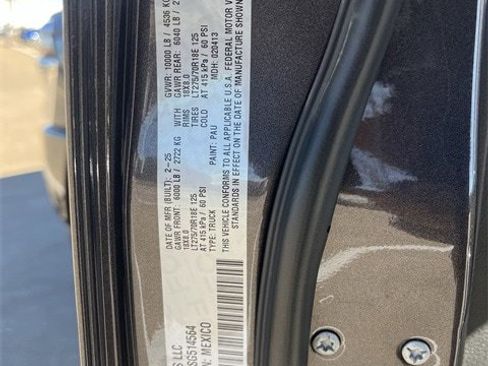 S LLC
SG514564
N: MEXICO
DATE OF MFR (BUILT): 2-25 GVWR: 10000 LB / 4536 KG
GAWR FRONT: 6000 LB / 2722 KG WITH GAWR REAR: 6040 LB / 2
18X8.0 RIMS 18X8.0
LT275/70R18E 125 TIRES LT275/70R18E 125
AT 415 kPa / 60 PSI COLD AT 415 kPa / 60 PSI
TYPE: TRUCK PAINT: PAU MDH: 020413
THIS VEHICLE CONFORMS TO ALL APPLICABLE U.S.A. FEDERAL MOTOR
STANDARDS IN EFFECT ON THE DATE OF MANUFACTURE SHOWN